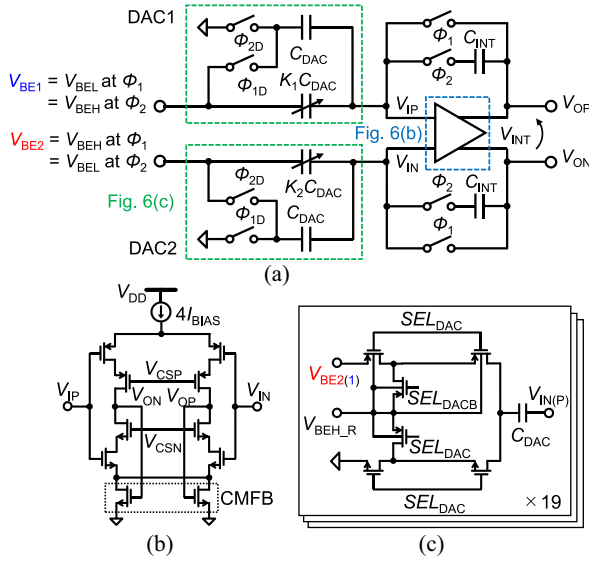 DAC1
Φ2D
CDAC
Φ1D
K1CDAC
VBE1 = VBEL at Φ1
= VBEH at Φ2
VBE2 = VBEH at Φ1
= VBEL at Φ2
Φ1
CINT
Φ2
VIP
Fig. 6(b)
VIN
VOP
VINT
VON
K2CDAC
Φ2D
CDAC
Φ1D
Fig. 6(c)
DAC2
Φ2
CINT
Φ1
(a)
VDD
4IBIAS
VCSP
VIP
VON
VOP
VIN
VCSN
CMFB
(b)
SELDAC
VBE2(1)
SELDACB
VBEH_R
VIN(P)
CDAC
SELDAC
× 19
(c)